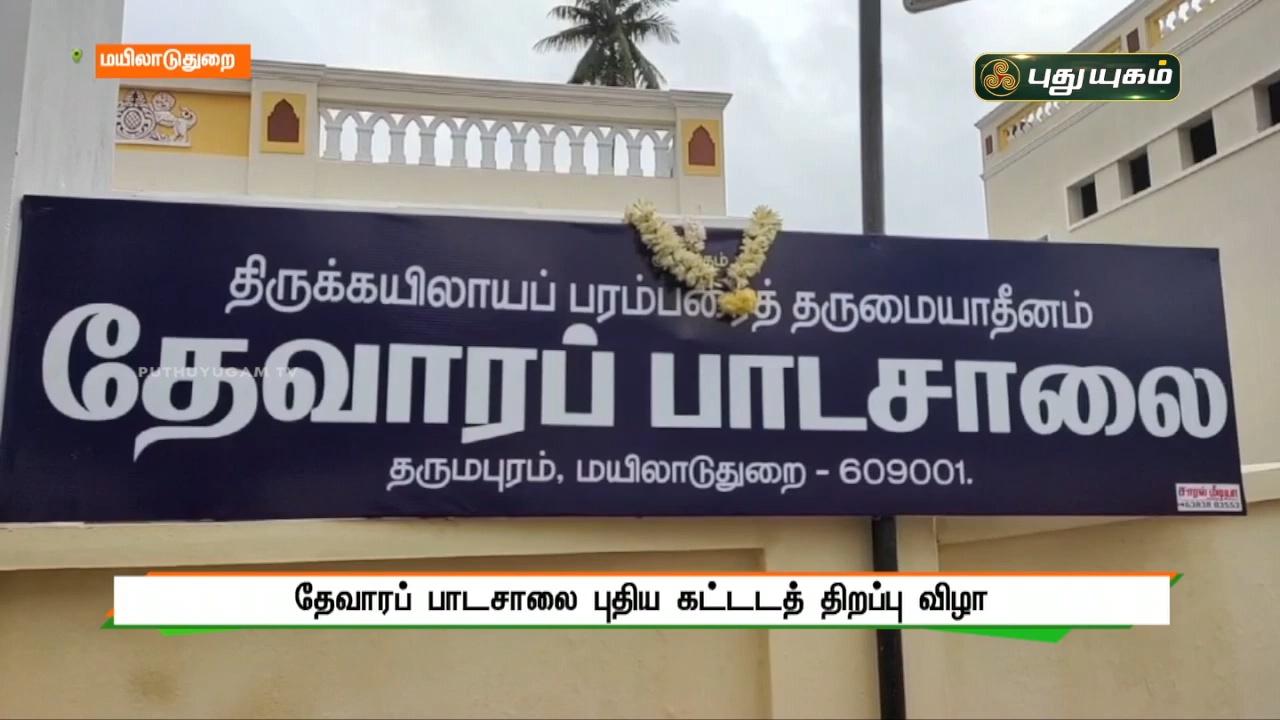 மயிலாடுதுறை
புதுயுகம்
திருக்கயிலாயப் பரம்பரைத் தருமையாதீனம்
தேவாரப் பாடசாலை
PUTHUYUGAM TV
தருமபுரம், மயிலாடுதுறை - 609001.
சாரல் மீடியா
தேவாரப் பாடசாலை புதிய கட்டடத் திறப்பு விழா